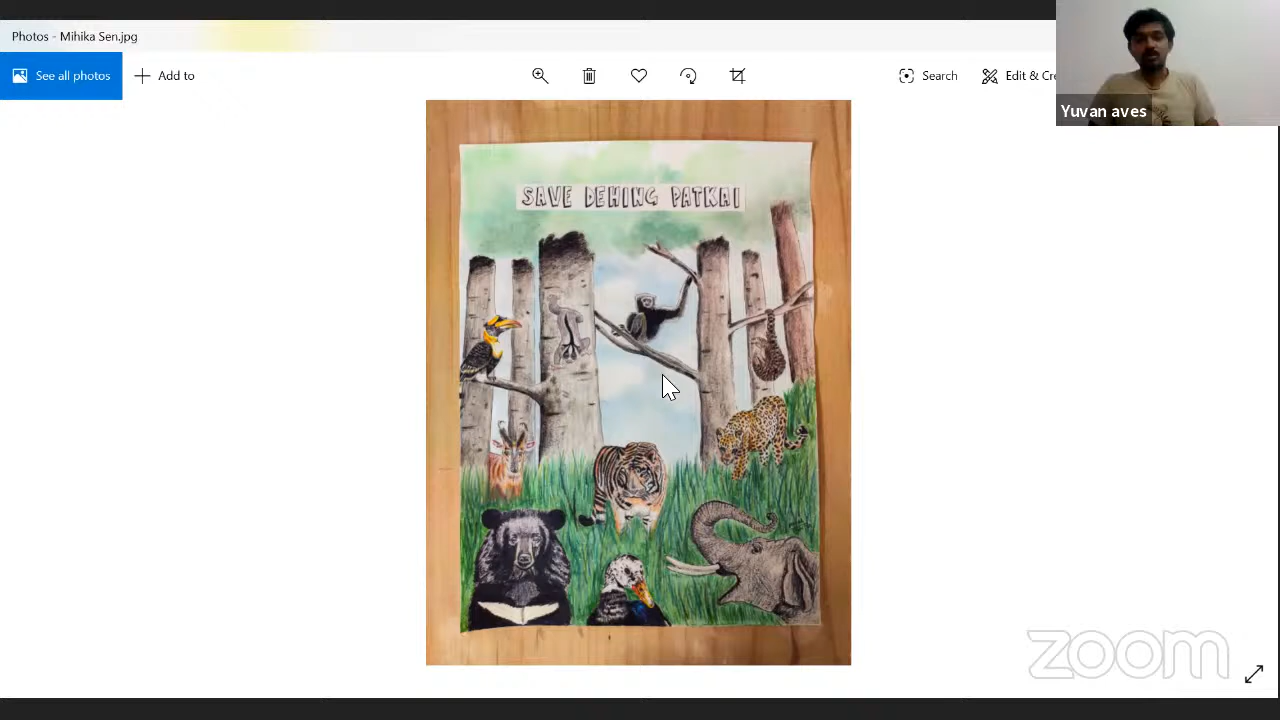 Photos - Mihika Sen.jpg
See all photos
Add to
Search
Edit & Cre
Yuvan aves
SAVE DEHING PATKAI
zoom